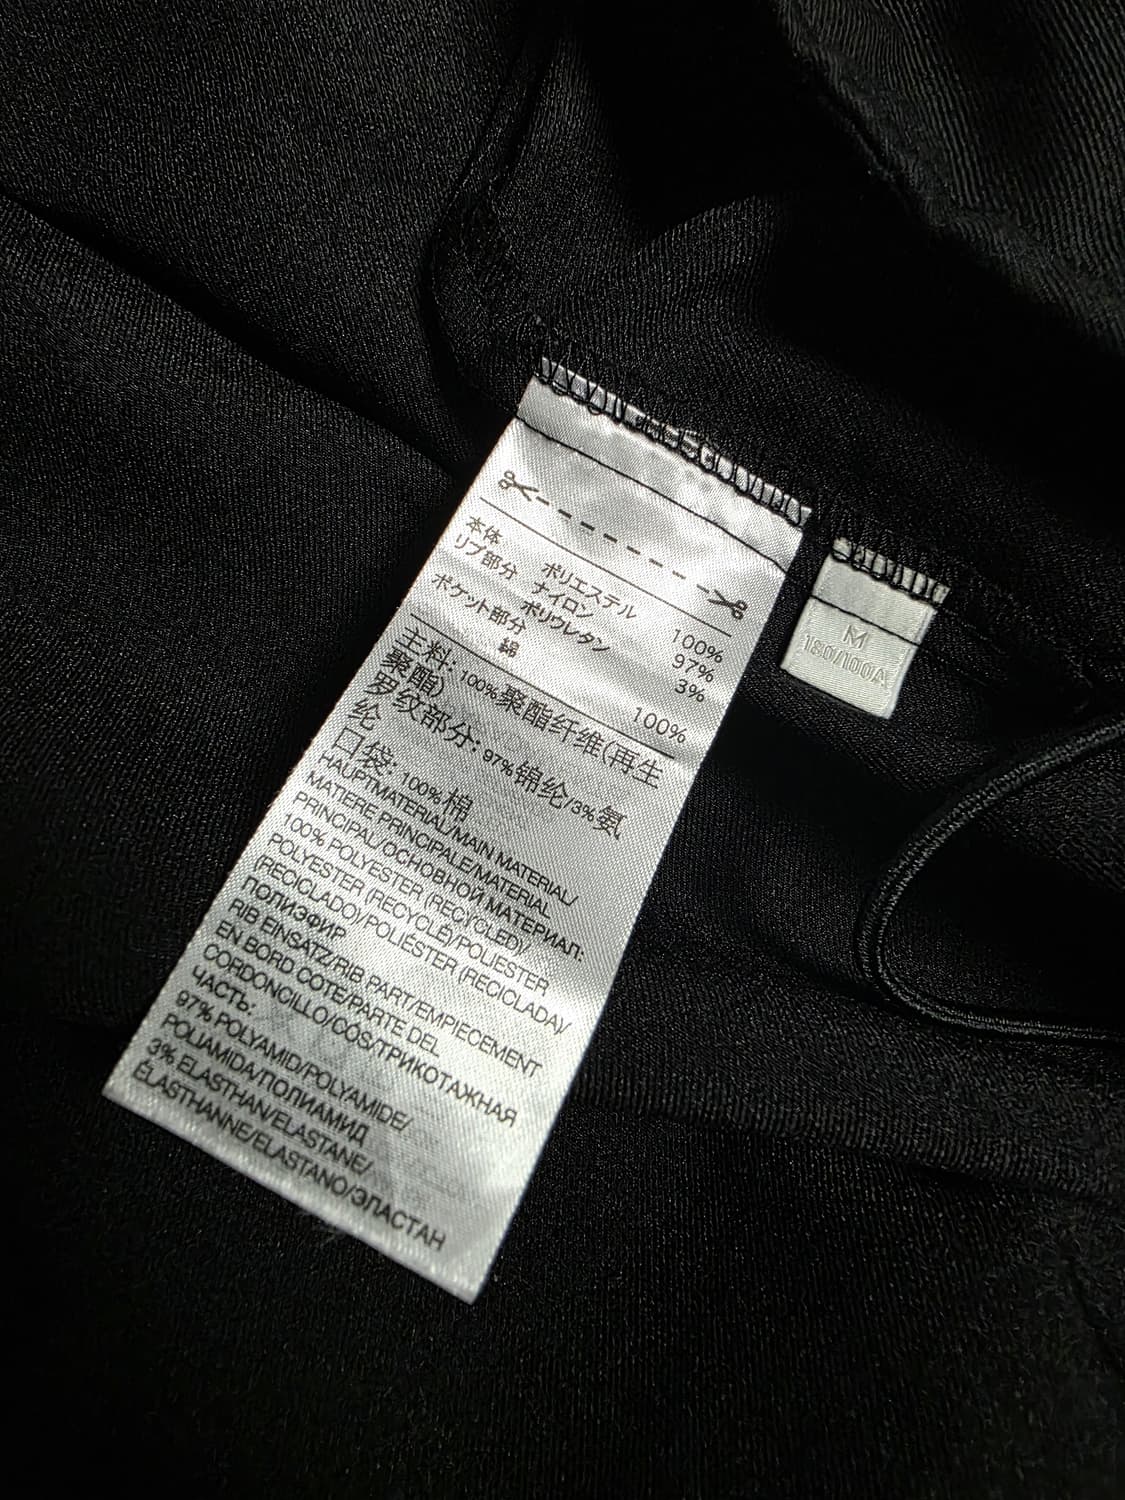 本体 ポリエステル 100%
リブ部分 ナイロン 97%
ポリウレタン 3%
ポケット部分
綿 100%
主料: 100%聚酯纤维(再生
聚酯)
罗纹部分: 97%锦纶/3%氨
纶
口袋: 100%棉
HAUPTMATERIAL/MAIN MATERIAL/
MATIERE PRINCIPALE/MATERIAL
PRINCIPAL/ОСНОВНОЙ МАТЕРИАЛ:
100% POLYESTER (RECYCLED)/
POLYESTER (RECYCLÉ)/POLIESTER
(RECICLADO)/POLIÉSTER (RECICLADA)/
ПОЛИЭФИР
RIB EINSATZ/RIB PART/EMPIECEMENT
EN BORD COTE/PARTE DEL
CORDONCILLO/CÓS/ТРИКОТАЖНАЯ
ЧАСТЬ:
97% POLYAMID/POLYAMIDE/
POLIAMIDA/ПОЛИАМИД
3% ELASTHAN/ELASTANE/
ÉLASTHANNE/ELASTANO/ЭЛАСТАН
M
180/100A